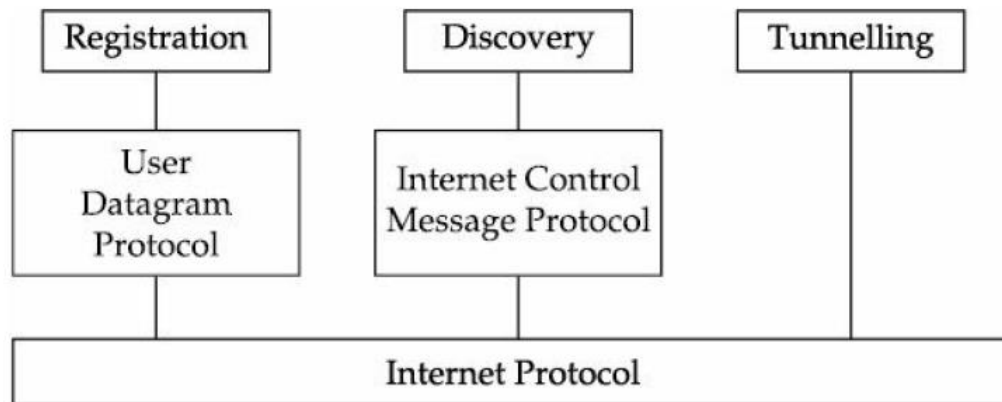 Registration
Discovery
Tunnelling
User
Datagram
Protocol
Internet Control
Message Protocol
Internet Protocol